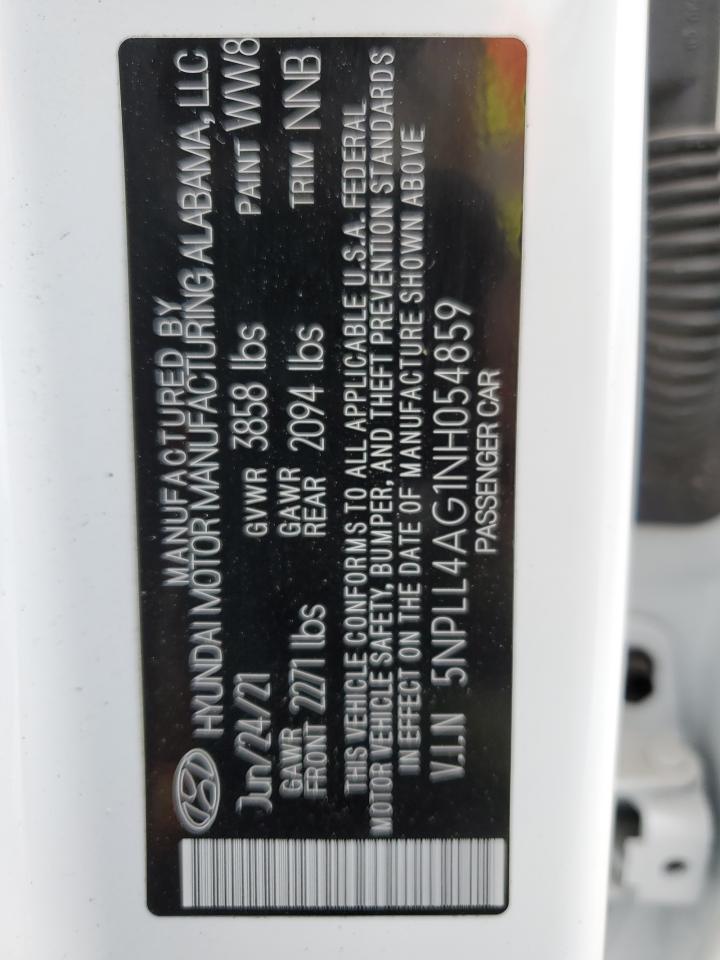 MANUFACTURED BY
HYUNDAI MOTOR MANUFACTURING ALABAMA, LLC
Jun/24/21 GVWR 3858 lbs PAINT WW8
GAWR FRONT 2271 lbs GAWR REAR 2094 lbs TRIM NNB
THIS VEHICLE CONFORMS TO ALL APPLICABLE U.S.A. FEDERAL
MOTOR VEHICLE SAFETY, BUMPER, AND THEFT PREVENTION STANDARDS
IN EFFECT ON THE DATE OF MANUFACTURE SHOWN ABOVE
V.I.N 5NPLL4AG1NH054859
PASSENGER CAR